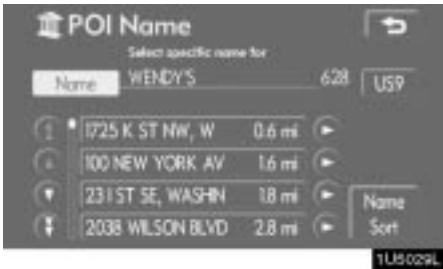 POI Name
Select specific name for
Name WENDY'S 628 US9
1725 K ST NW, W 0.6 mi
100 NEW YORK AV 1.6 mi
231 ST SE, WASHIN 1.8 mi
2038 WILSON BLVD 2.8 mi
Name
Sort
1U5029L